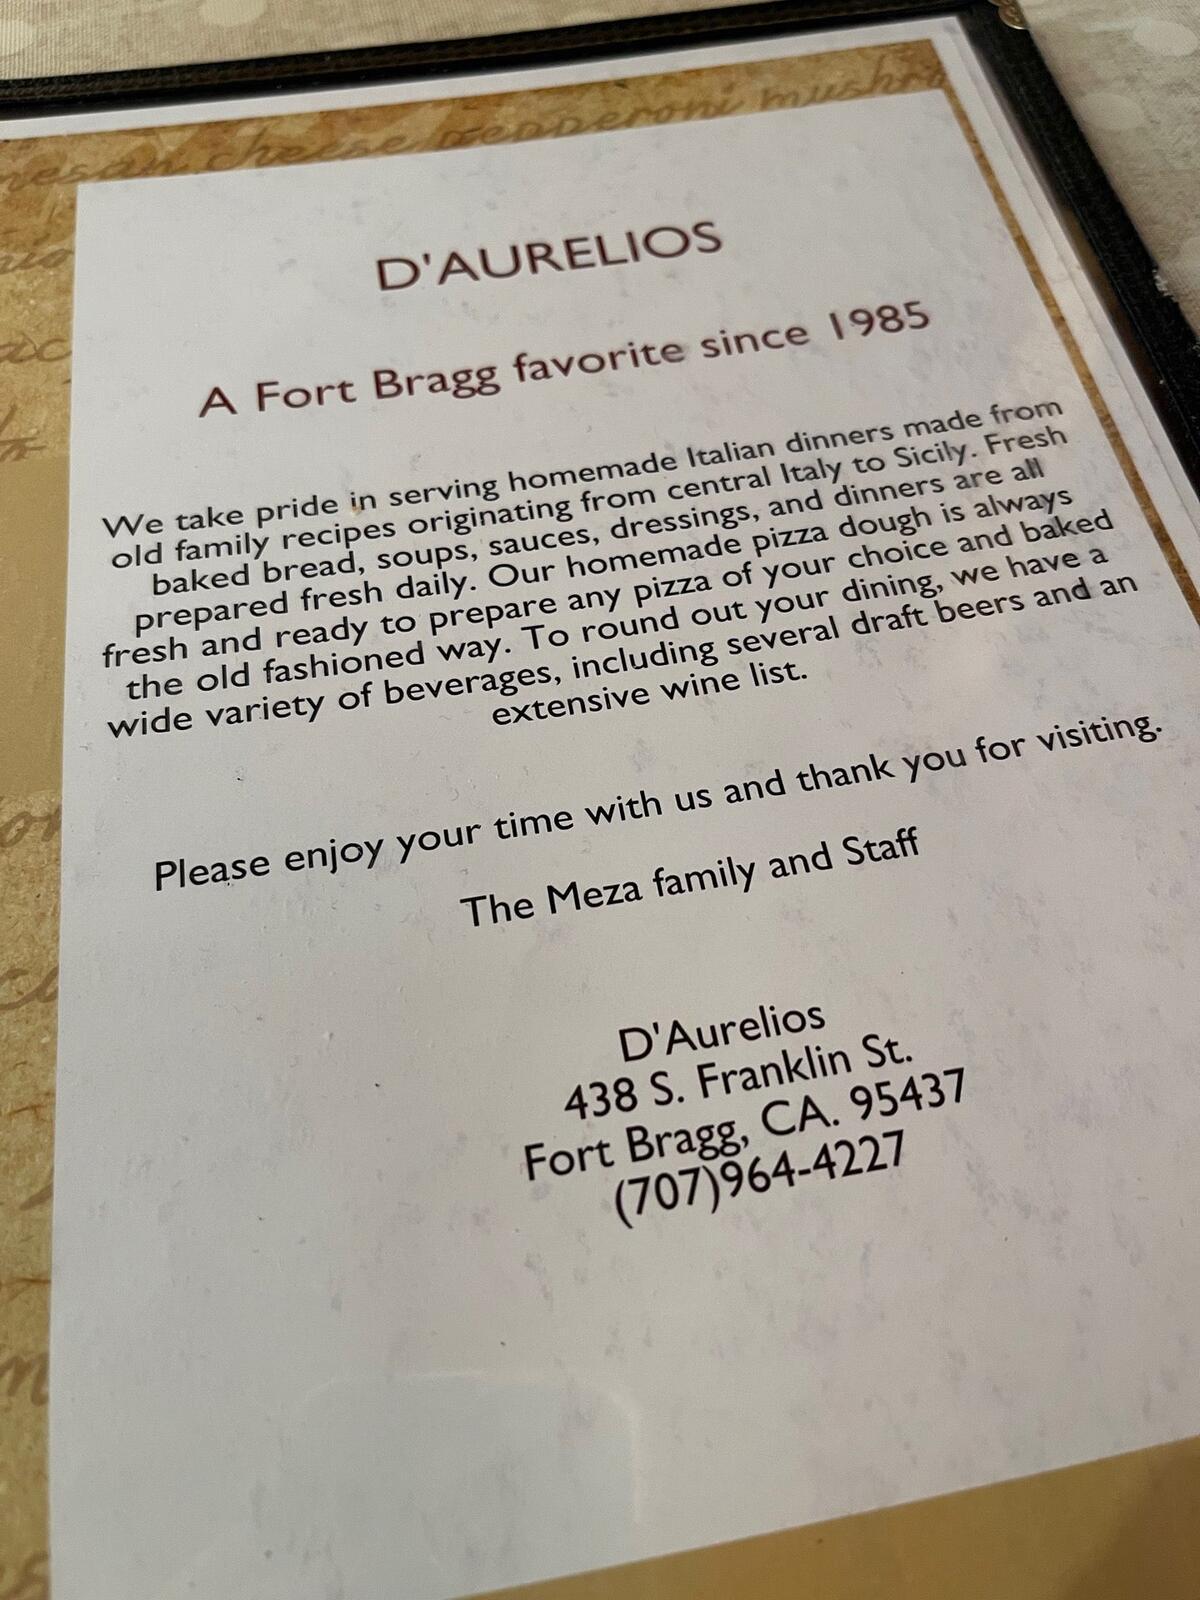 cheese pepperoni mushro
D'AURELIOS
A Fort Bragg favorite since 1985
We take pride in serving homemade Italian dinners made from
old family recipes originating from central Italy to Sicily. Fresh
baked bread, soups, sauces, dressings, and dinners are all
prepared fresh daily. Our homemade pizza dough is always
fresh and ready to prepare any pizza of your choice and baked
the old fashioned way. To round out your dining, we have a
wide variety of beverages, including several draft beers and an
extensive wine list.
Please enjoy your time with us and thank you for visiting.
The Meza family and Staff
D'Aurelios
438 S. Franklin St.
Fort Bragg, CA. 95437
(707)964-4227